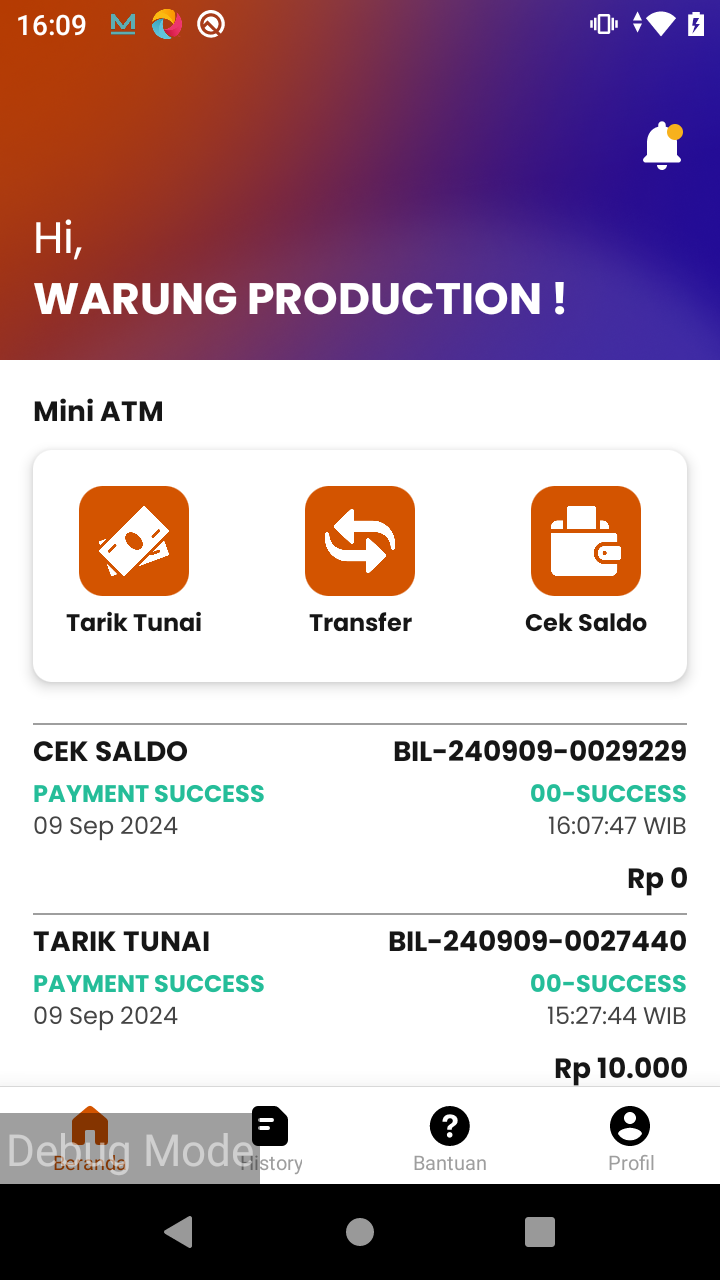 16:09
Hi,
WARUNG PRODUCTION !
Mini ATM
Tarik Tunai Transfer Cek Saldo
CEK SALDO BIL-240909-0029229
PAYMENT SUCCESS 00-SUCCESS
09 Sep 2024 16:07:47 WIB
Rp 0
TARIK TUNAI BIL-240909-0027440
PAYMENT SUCCESS 00-SUCCESS
09 Sep 2024 15:27:44 WIB
Rp 10.000
Debug Mode
Beranda History Bantuan Profil